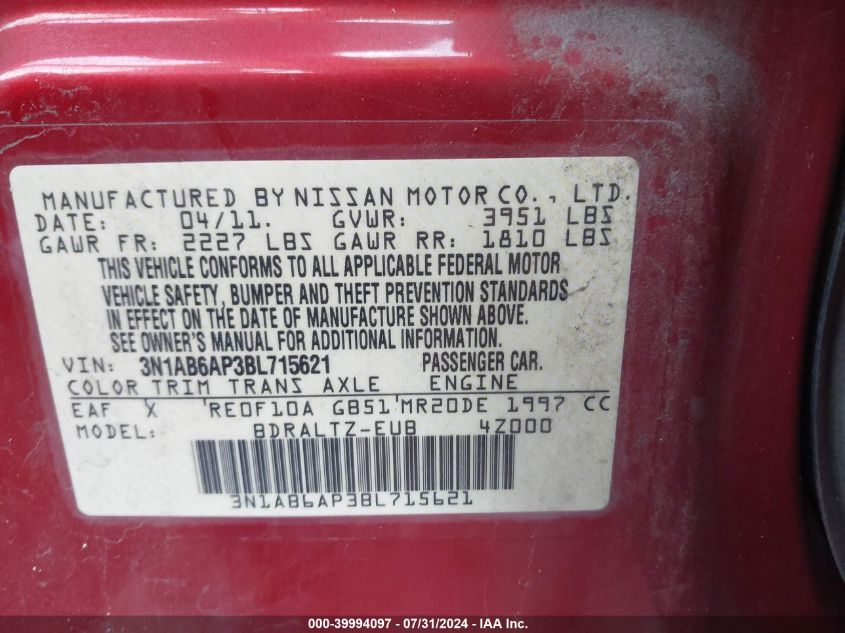 MANUFACTURED BY NISSAN MOTOR CO., LTD.
DATE: 04/11. GVWR: 3951 LBS
GAWR FR: 2227 LBS GAWR RR: 1810 LBS
THIS VEHICLE CONFORMS TO ALL APPLICABLE FEDERAL MOTOR
VEHICLE SAFETY, BUMPER AND THEFT PREVENTION STANDARDS
IN EFFECT ON THE DATE OF MANUFACTURE SHOWN ABOVE.
SEE OWNER'S MANUAL FOR ADDITIONAL INFORMATION.
VIN: 3N1AB6AP3BL715621 PASSENGER CAR.
COLOR TRIM TRANS AXLE ENGINE
EAF X RE0F10A GB51 MR20DE 1997 CC
MODEL: BDRALTZ-EUB 4Z000
3N1AB6AP3BL715621
000-39994097 - 07/31/2024 - IAA Inc.